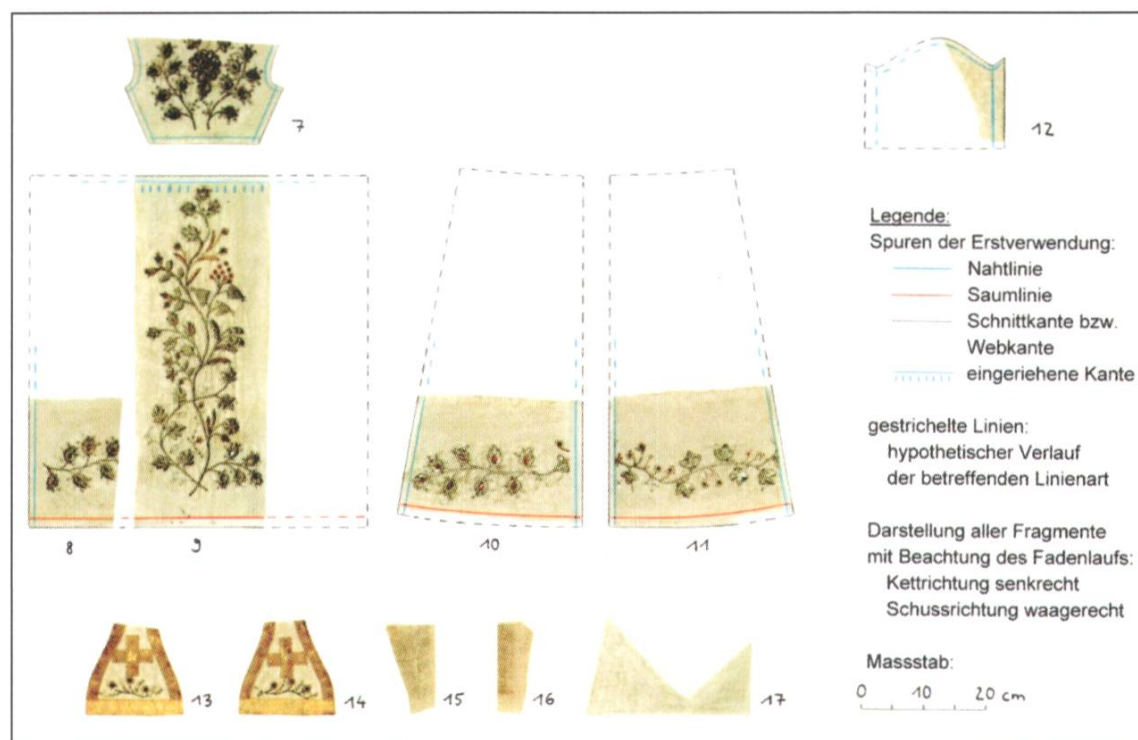 7
12
8
9
10
11
13
14
15
16
17
Legende:
Spuren der Erstverwendung:
Nahtlinie
Saumlinie
Schnittkante bzw.
Webkante
eingeriehene Kante
gestrichelte Linien:
hypothetischer Verlauf
der betreffenden Linienart
Darstellung aller Fragmente
mit Beachtung des Fadenlaufs:
Kettrichtung senkrecht
Schussrichtung waagerecht
Massstab:
0 10 20 cm